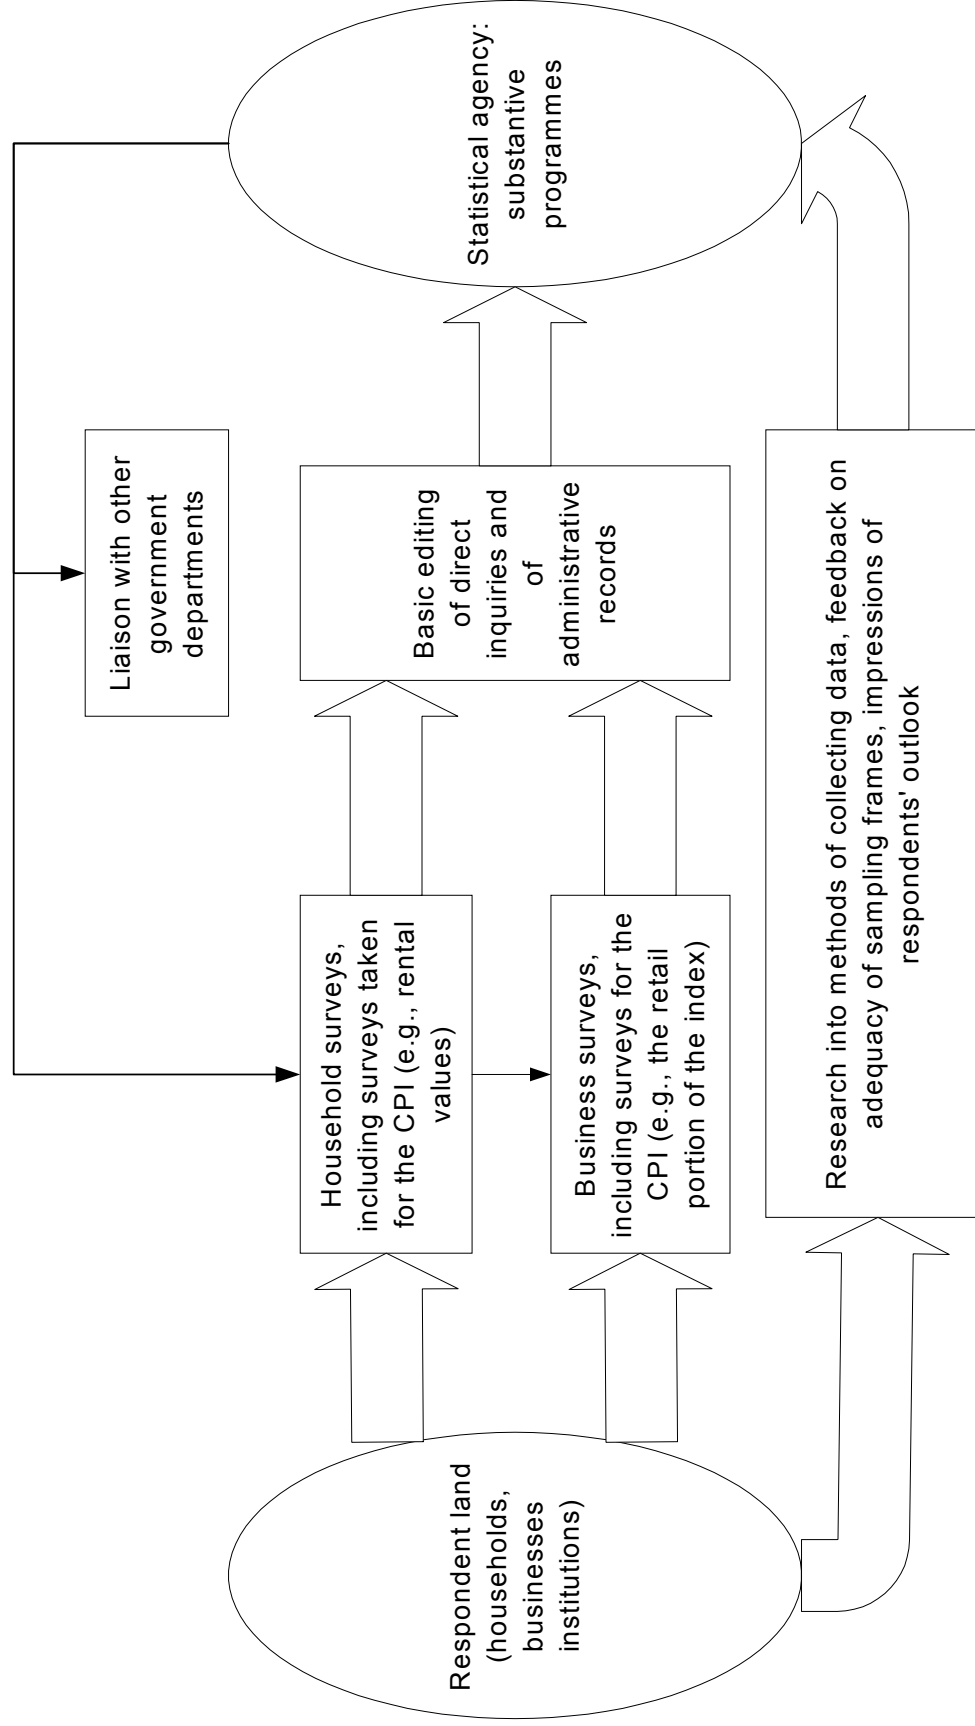 Liaison with other
government
departments
Household surveys,
including surveys taken
for the CPI (e.g., rental
values)
Respondent land
(households,
businesses
institutions)
Basic editing
of direct
inquiries and
of
administrative
records
Statistical agency:
substantive
programmes
Business surveys,
including surveys for the
CPI (e.g., the retail
portion of the index)
Research into methods of collecting data, feedback on
adequacy of sampling frames, impressions of
respondents' outlook